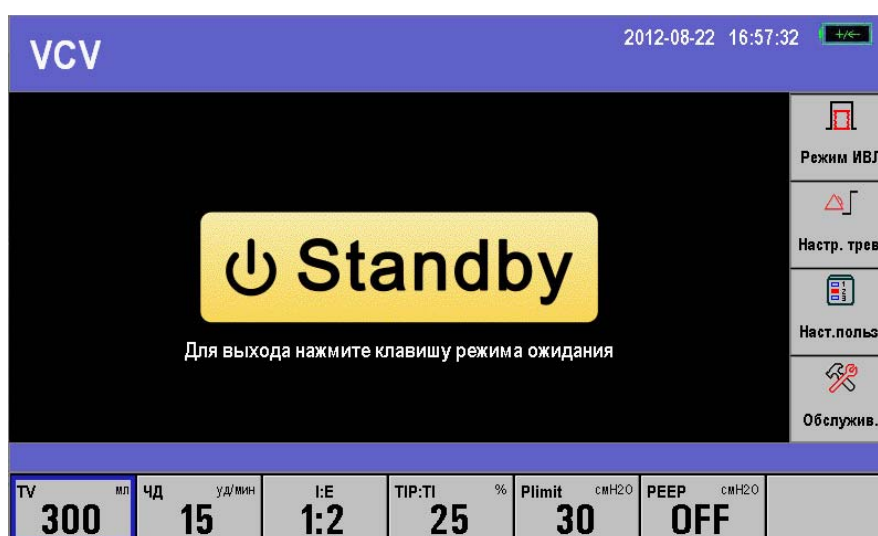 VCV
2012-08-22 16:57:32
+/←
Режим ИВЛ
Настр. трев
Standby
Наст.польз
Для выхода нажмите клавишу режима ожидания
Обслужив.
TV мл ЧД уд/мин I:E TIP:TI % Plimit смH2O PEEP смH2O
300 15 1:2 25 30 OFF